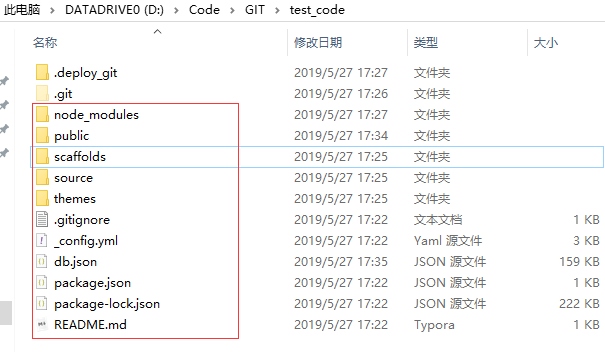 此电脑 > DATADRIVE0 (D:) > Code > GIT > test_code
名称 修改日期 类型 大小
.deploy_git 2019/5/27 17:27 文件夹
.git 2019/5/27 17:26 文件夹
node_modules 2019/5/27 17:27 文件夹
public 2019/5/27 17:34 文件夹
scaffolds 2019/5/27 17:25 文件夹
source 2019/5/27 17:25 文件夹
themes 2019/5/27 17:25 文件夹
.gitignore 2019/5/27 17:22 文本文档 1 KB
_config.yml 2019/5/27 17:22 Yaml 源文件 3 KB
db.json 2019/5/27 17:35 JSON 源文件 159 KB
package.json 2019/5/27 17:22 JSON 源文件 1 KB
package-lock.json 2019/5/27 17:22 JSON 源文件 222 KB
README.md 2019/5/27 17:22 Typora 1 KB